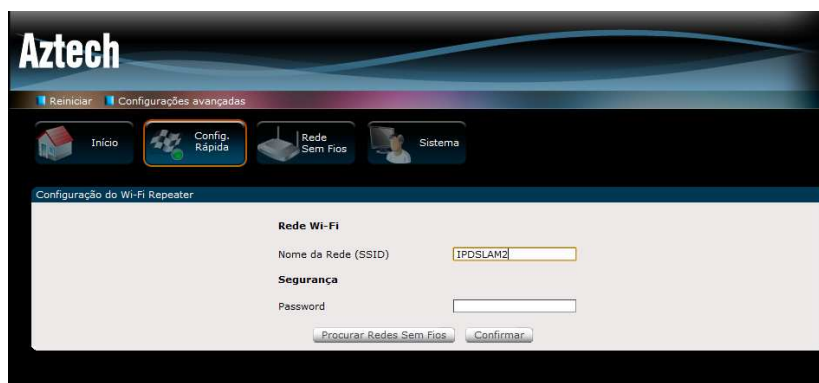 Aztech
Reiniciar Configurações avançadas
Início
Config. Rápida
Rede Sem Fios
Sistema
Configuração do Wi-Fi Repeater
Rede Wi-Fi
Nome da Rede (SSID) IPDSLAM2
Segurança
Password
Procurar Redes Sem Fios Confirmar